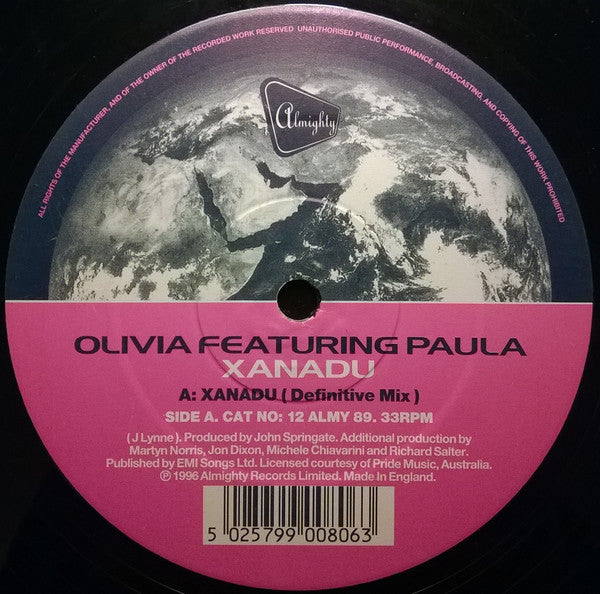 ALL RIGHTS OF THE MANUFACTURER, AND OF THE OWNER OF THE RECORDED WORK RESERVED UNAUTHORISED PUBLIC PERFORMANCE, BROADCASTING, AND COPYING OF THIS WORK PROHIBITED
almighty
OLIVIA FEATURING PAULA
XANADU
A: XANADU ( Definitive Mix )
SIDE A. CAT NO: 12 ALMY 89. 33RPM
( J Lynne ). Produced by John Springate. Additional production by
Martyn Norris, Jon Dixon, Michele Chiavarini and Richard Salter.
Published by EMI Songs Ltd. Licensed courtesy of Pride Music, Australia.
℗ 1996 Almighty Records Limited. Made in England.
5 025799 008063